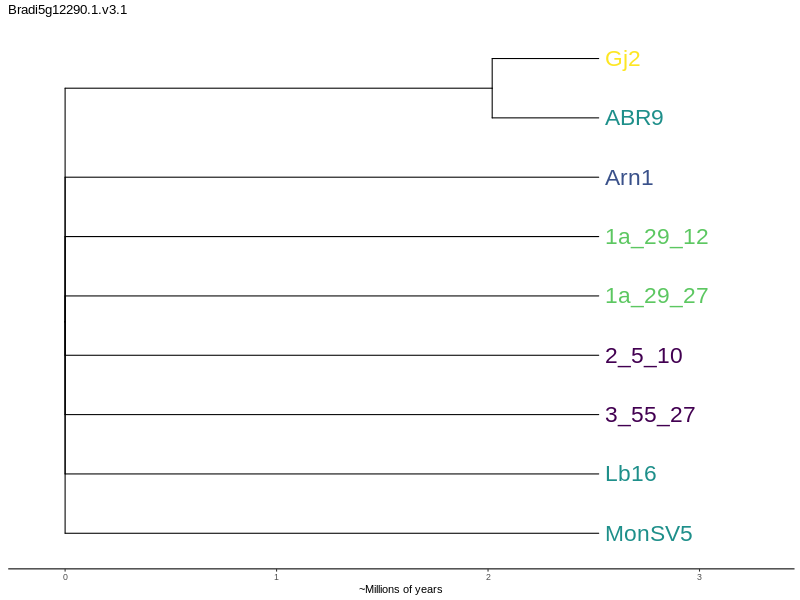 Bradi5g12290.1.v3.1
Gj2
ABR9
Arn1
1a_29_12
1a_29_27
2_5_10
3_55_27
Lb16
MonSV5
0 1 2 3
~Millions of years